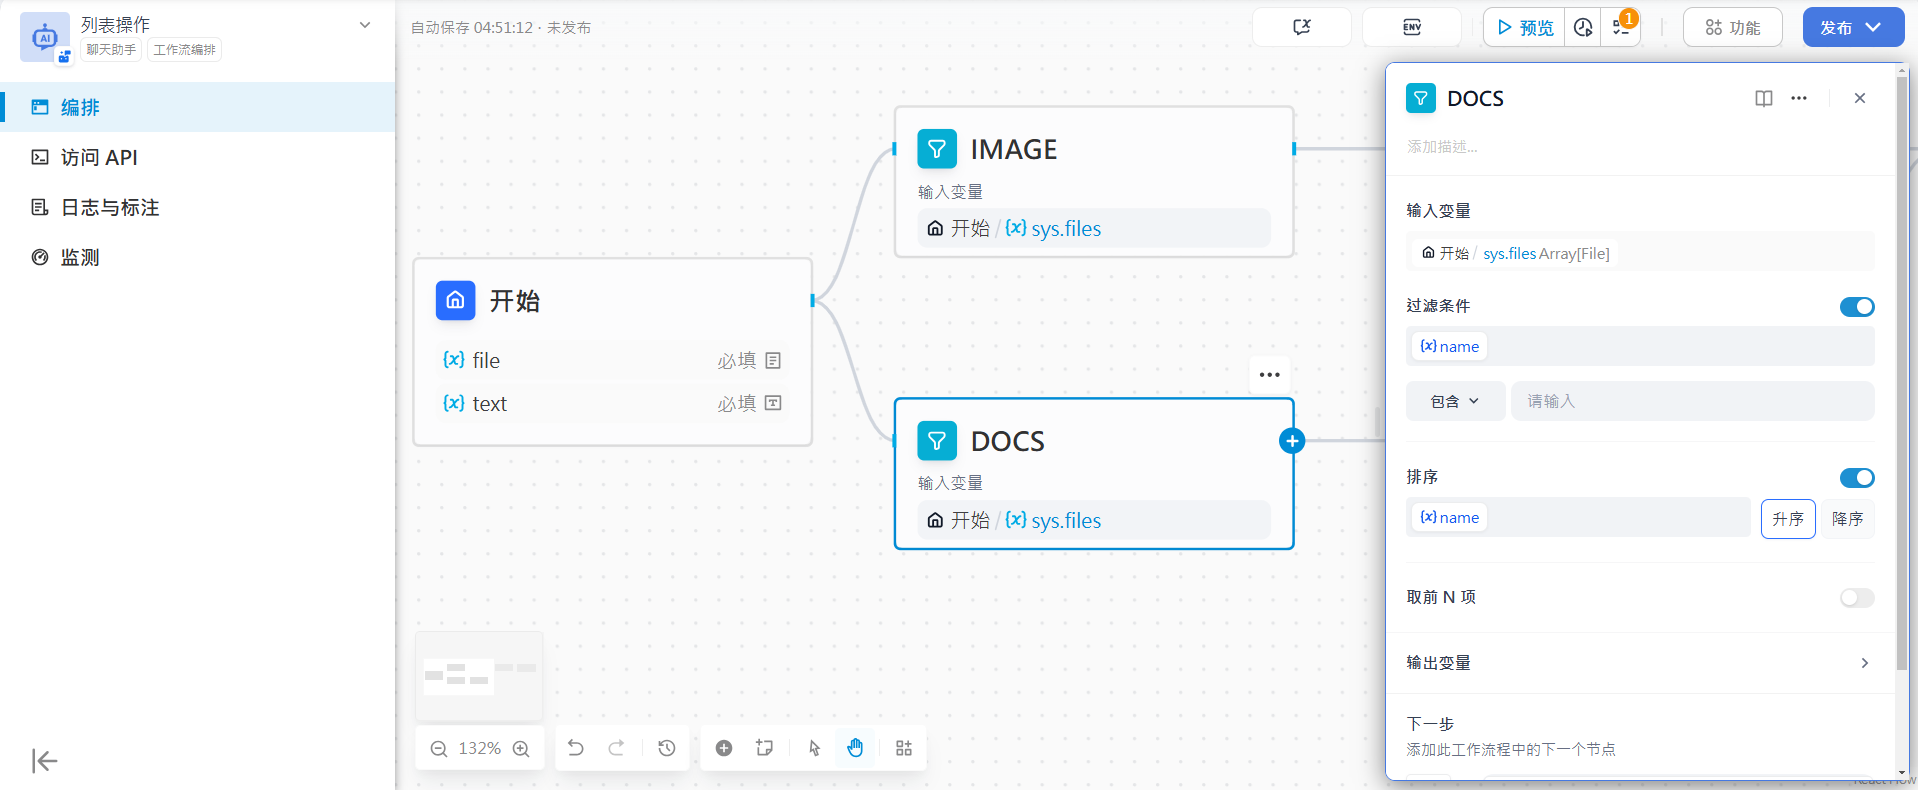 列表操作
聊天助手 工作流编排
编排
访问 API
日志与标注
监测
自动保存 04:51:12 · 未发布
ENV
预览
1
功能
发布
开始
{x} file 必填
{x} text 必填
IMAGE
输入变量
开始 / {x} sys.files
DOCS
输入变量
开始 / {x} sys.files
132%
DOCS
添加描述...
输入变量
开始 / sys.files Array[File]
过滤条件
{x} name
包含 请输入
排序
{x} name 升序 降序
取前 N 项
输出变量
下一步
添加此工作流程中的下一个节点
React Flow